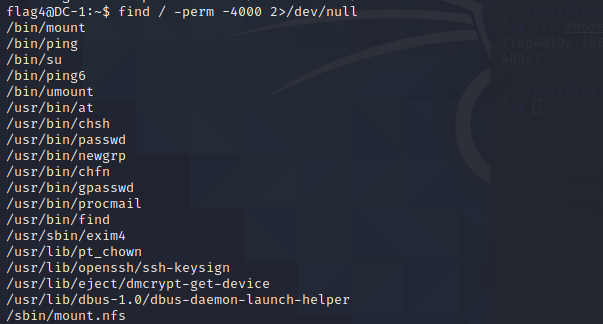 flag4@DC-1:~$ find / -perm -4000 2>/dev/null
/bin/mount
/bin/ping
/bin/su
/bin/ping6
/bin/umount
/usr/bin/at
/usr/bin/chsh
/usr/bin/passwd
/usr/bin/newgrp
/usr/bin/chfn
/usr/bin/gpasswd
/usr/bin/procmail
/usr/bin/find
/usr/sbin/exim4
/usr/lib/pt_chown
/usr/lib/openssh/ssh-keysign
/usr/lib/eject/dmcrypt-get-device
/usr/lib/dbus-1.0/dbus-daemon-launch-helper
/sbin/mount.nfs